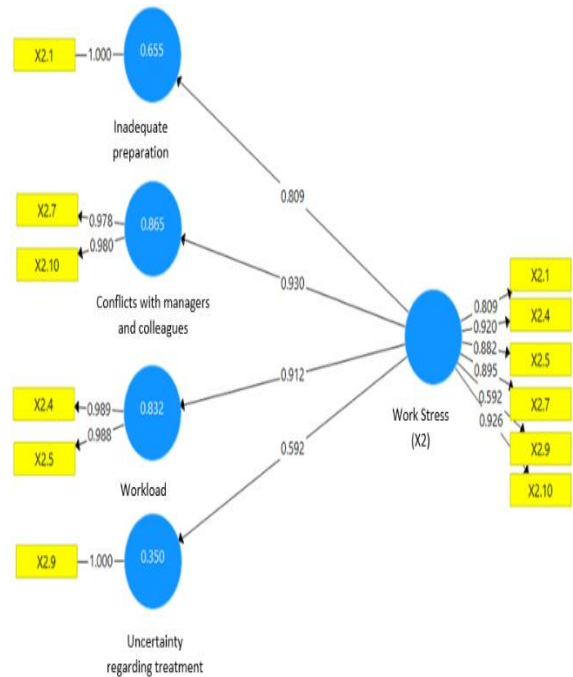 X2.1
1.000
0.655
Inadequate
preparation
0.809
X2.7
0.978
X2.10
0.980
0.865
Conflicts with managers
and colleagues
0.930
X2.4
0.989
X2.5
0.988
0.832
Workload
0.912
X2.9
1.000
0.350
Uncertainty
regarding treatment
0.592
Work Stress
(X2)
0.809
X2.1
0.920
X2.4
0.882
X2.5
0.895
X2.7
0.592
X2.9
0.926
X2.10